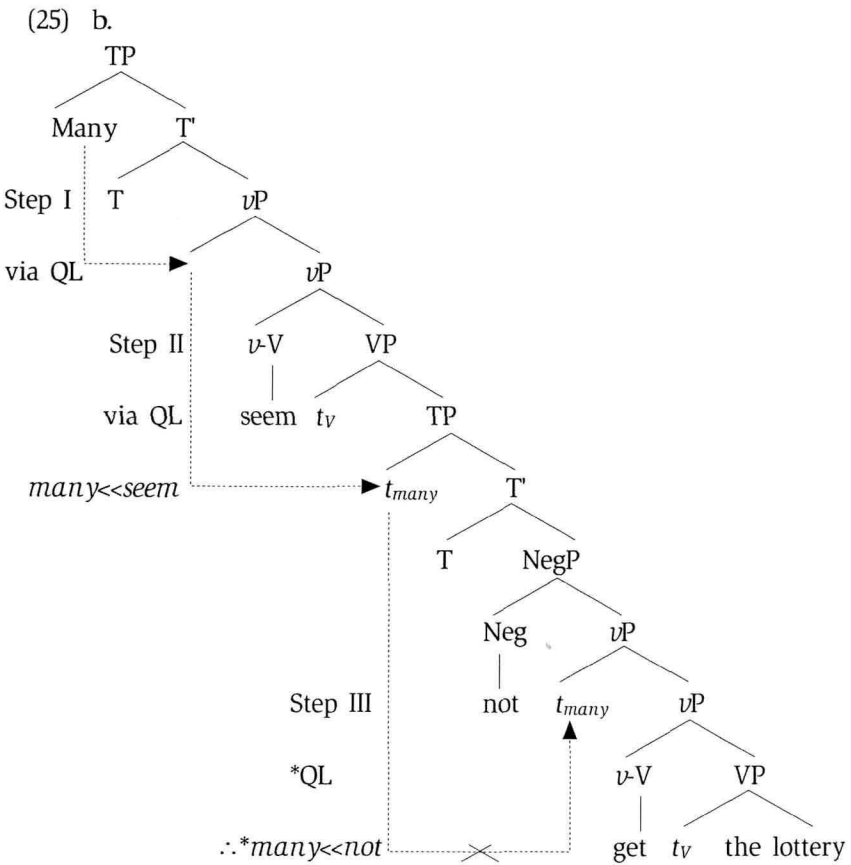 (25) b.
TP
Many T'
Step I T vP
via QL vP
Step II v-V VP
via QL seem tV TP
many<<seem tmany T'
T NegP
Neg vP
Step III not tmany vP
*QL v-V VP
∴*many<<not get tV the lottery